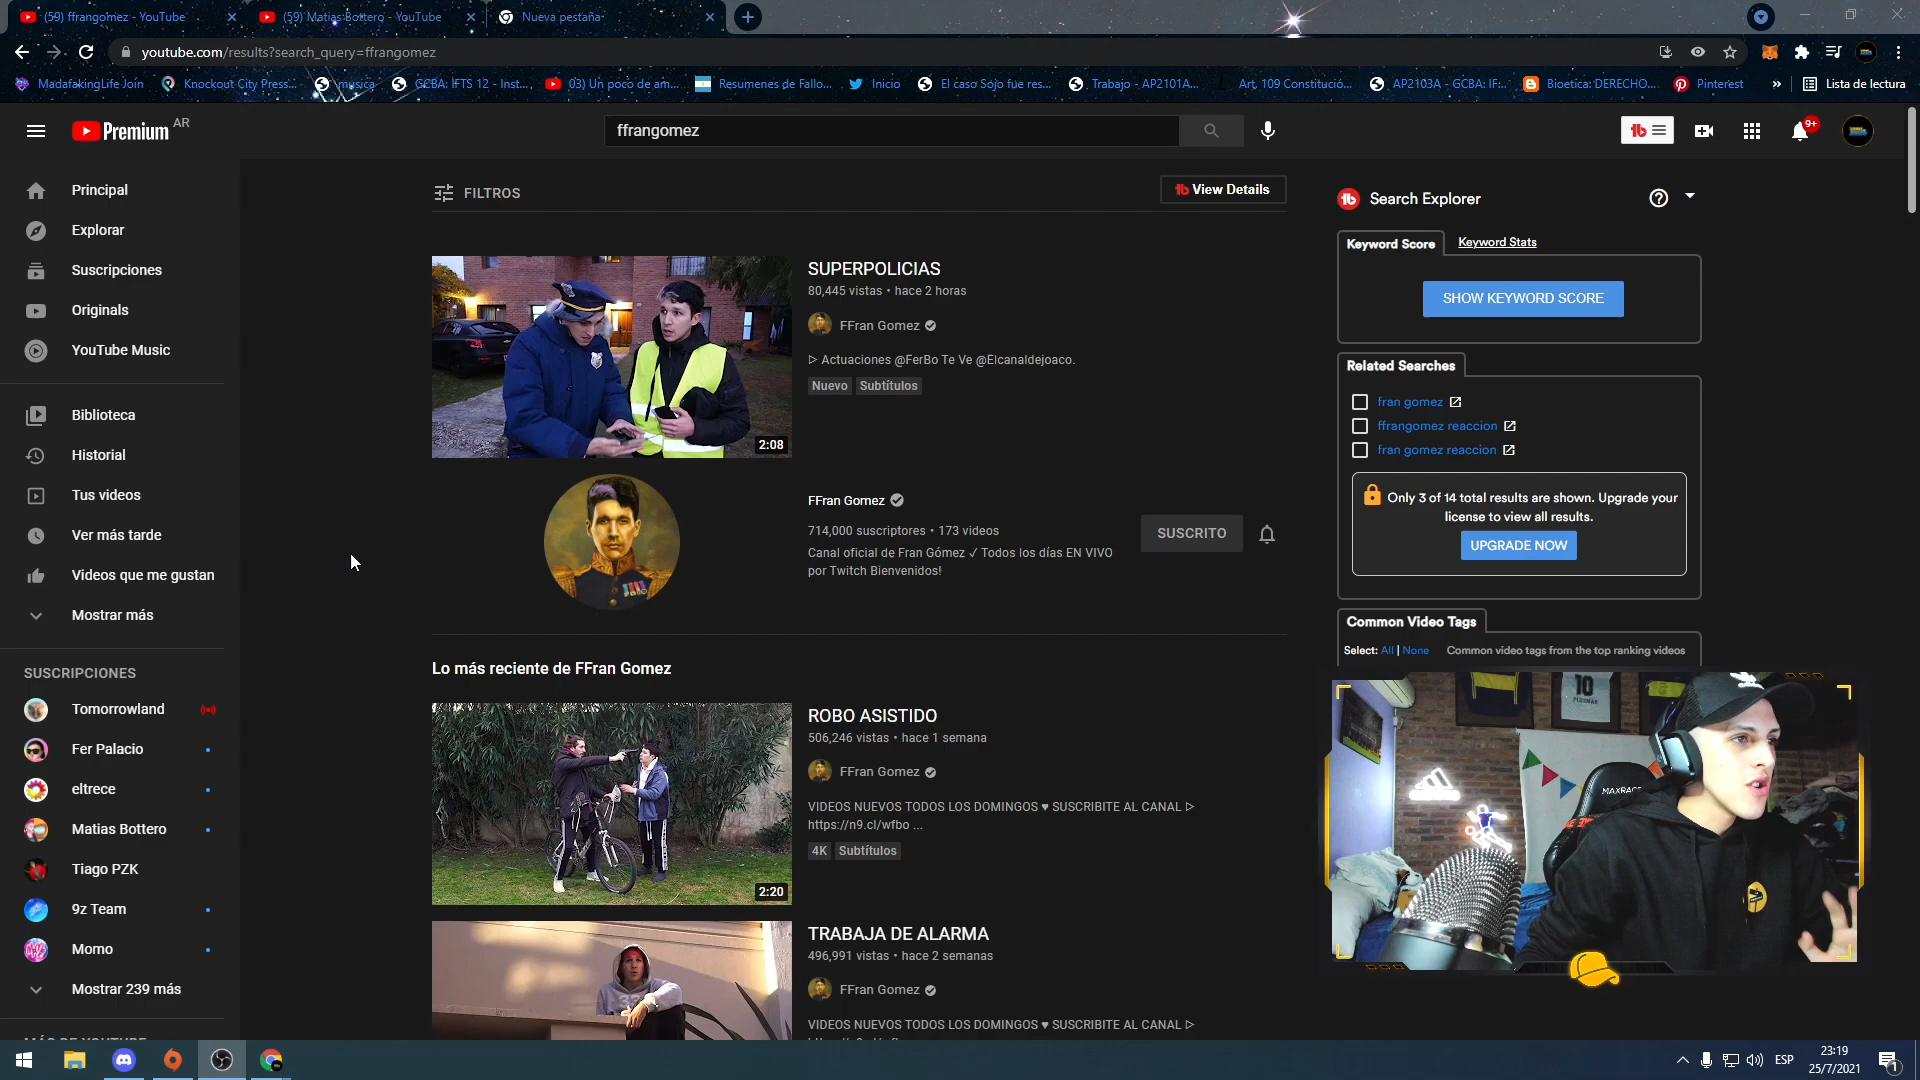 (59) ffrangomez - YouTube
(59) Matias Bottero - YouTube
Nueva pestaña
youtube.com/results?search_query=ffrangomez
MadafakingLife Join
Knockout City Press...
musica
GCBA: IFTS 12 - Inst...
03) Un poco de am...
Resumenes de Fallo...
Inicio
El caso Sojo fue res...
Trabajo - AP2101A...
Art. 109 Constitució...
AP2103A - GCBA: IF:...
Bioetica: DERECHO...
Pinterest
»
Lista de lectura
Premium AR
ffrangomez
9+
Principal
Explorar
Suscripciones
Originals
YouTube Music
Biblioteca
Historial
Tus videos
Ver más tarde
Videos que me gustan
Mostrar más
SUSCRIPCIONES
Tomorrowland
Fer Palacio
eltrece
Matias Bottero
Tiago PZK
9z Team
Momo
Mostrar 239 más
MÁS DE YOUTUBE
FILTROS
View Details
SUPERPOLICIAS
80,445 vistas • hace 2 horas
FFran Gomez
▷ Actuaciones @FerBo Te Ve @Elcanaldejoaco.
Nuevo
Subtítulos
2:08
FFran Gomez
714,000 suscriptores • 173 videos
Canal oficial de Fran Gómez ✓ Todos los días EN VIVO
por Twitch Bienvenidos!
SUSCRITO
Lo más reciente de FFran Gomez
ROBO ASISTIDO
506,246 vistas • hace 1 semana
FFran Gomez
VIDEOS NUEVOS TODOS LOS DOMINGOS ♥ SUSCRIBITE AL CANAL ▷
https://n9.cl/wfbo ...
4K
Subtítulos
2:20
TRABAJA DE ALARMA
496,991 vistas • hace 2 semanas
FFran Gomez
VIDEOS NUEVOS TODOS LOS DOMINGOS ♥ SUSCRIBITE AL CANAL ▷
Search Explorer
Keyword Score
Keyword Stats
SHOW KEYWORD SCORE
Related Searches
fran gomez
ffrangomez reaccion
fran gomez reaccion
Only 3 of 14 total results are shown. Upgrade your
license to view all results.
UPGRADE NOW
Common Video Tags
Select: All | None
Common video tags from the top ranking videos
10
MAXRACE
ESP
23:19
25/7/2021
1